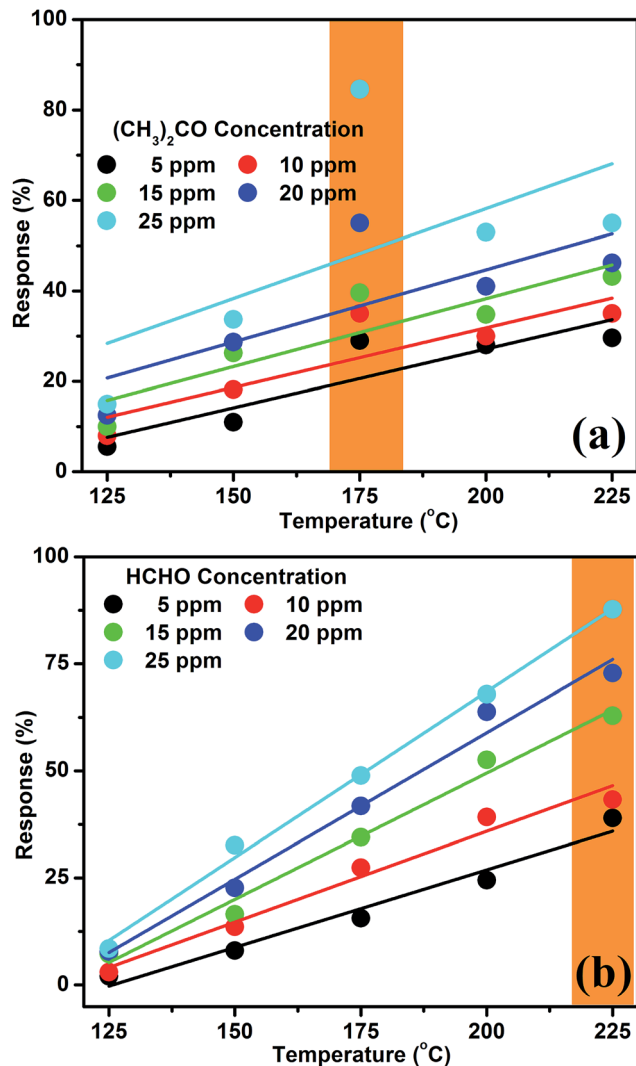 100
80
60
40
20
0
Response (%)
(CH₃)₂CO Concentration
5 ppm 10 ppm
15 ppm 20 ppm
25 ppm
(a)
125 150 175 200 225
Temperature (°C)
100
75
50
25
0
Response (%)
HCHO Concentration
5 ppm 10 ppm
15 ppm 20 ppm
25 ppm
(b)
125 150 175 200 225
Temperature (°C)